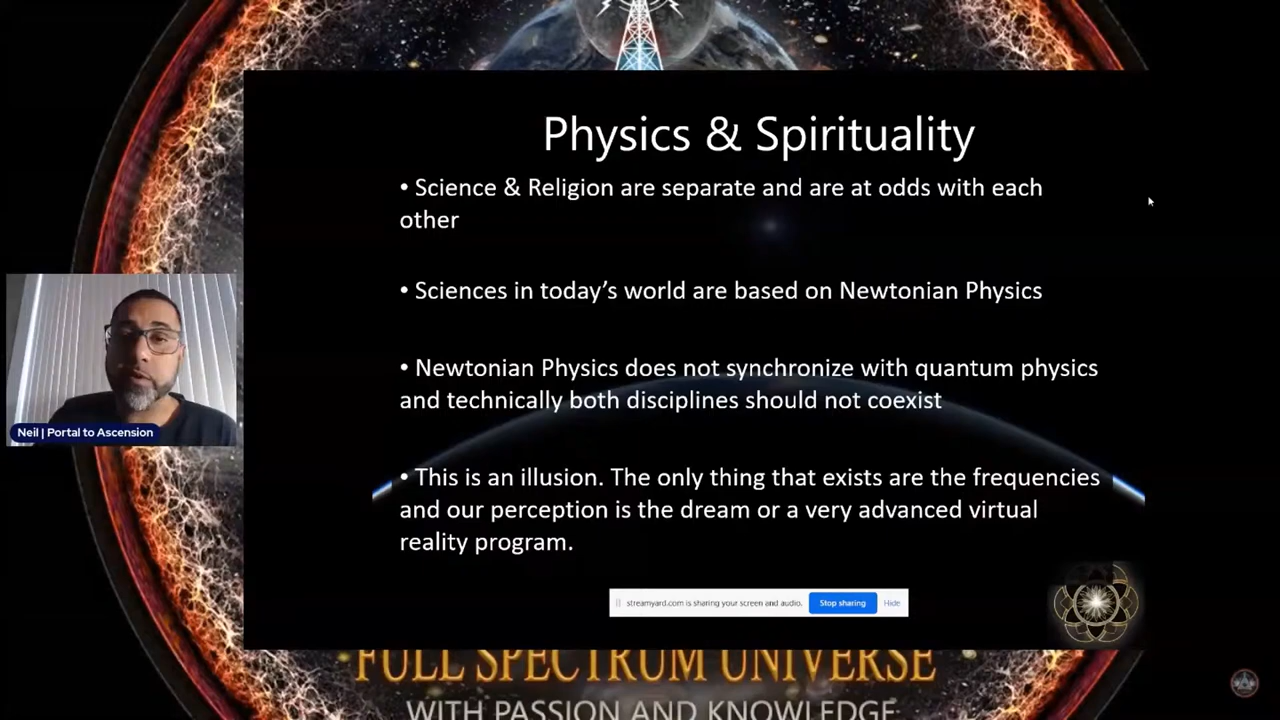 Physics & Spirituality
• Science & Religion are separate and are at odds with each
other
• Sciences in today’s world are based on Newtonian Physics
• Newtonian Physics does not synchronize with quantum physics
and technically both disciplines should not coexist
• This is an illusion. The only thing that exists are the frequencies
and our perception is the dream or a very advanced virtual
reality program.
Neil | Portal to Ascension
streamyard.com is sharing your screen and audio.
Stop sharing
Hide
FULL SPECTRUM UNIVERSE
WITH PASSION AND KNOWLEDGE